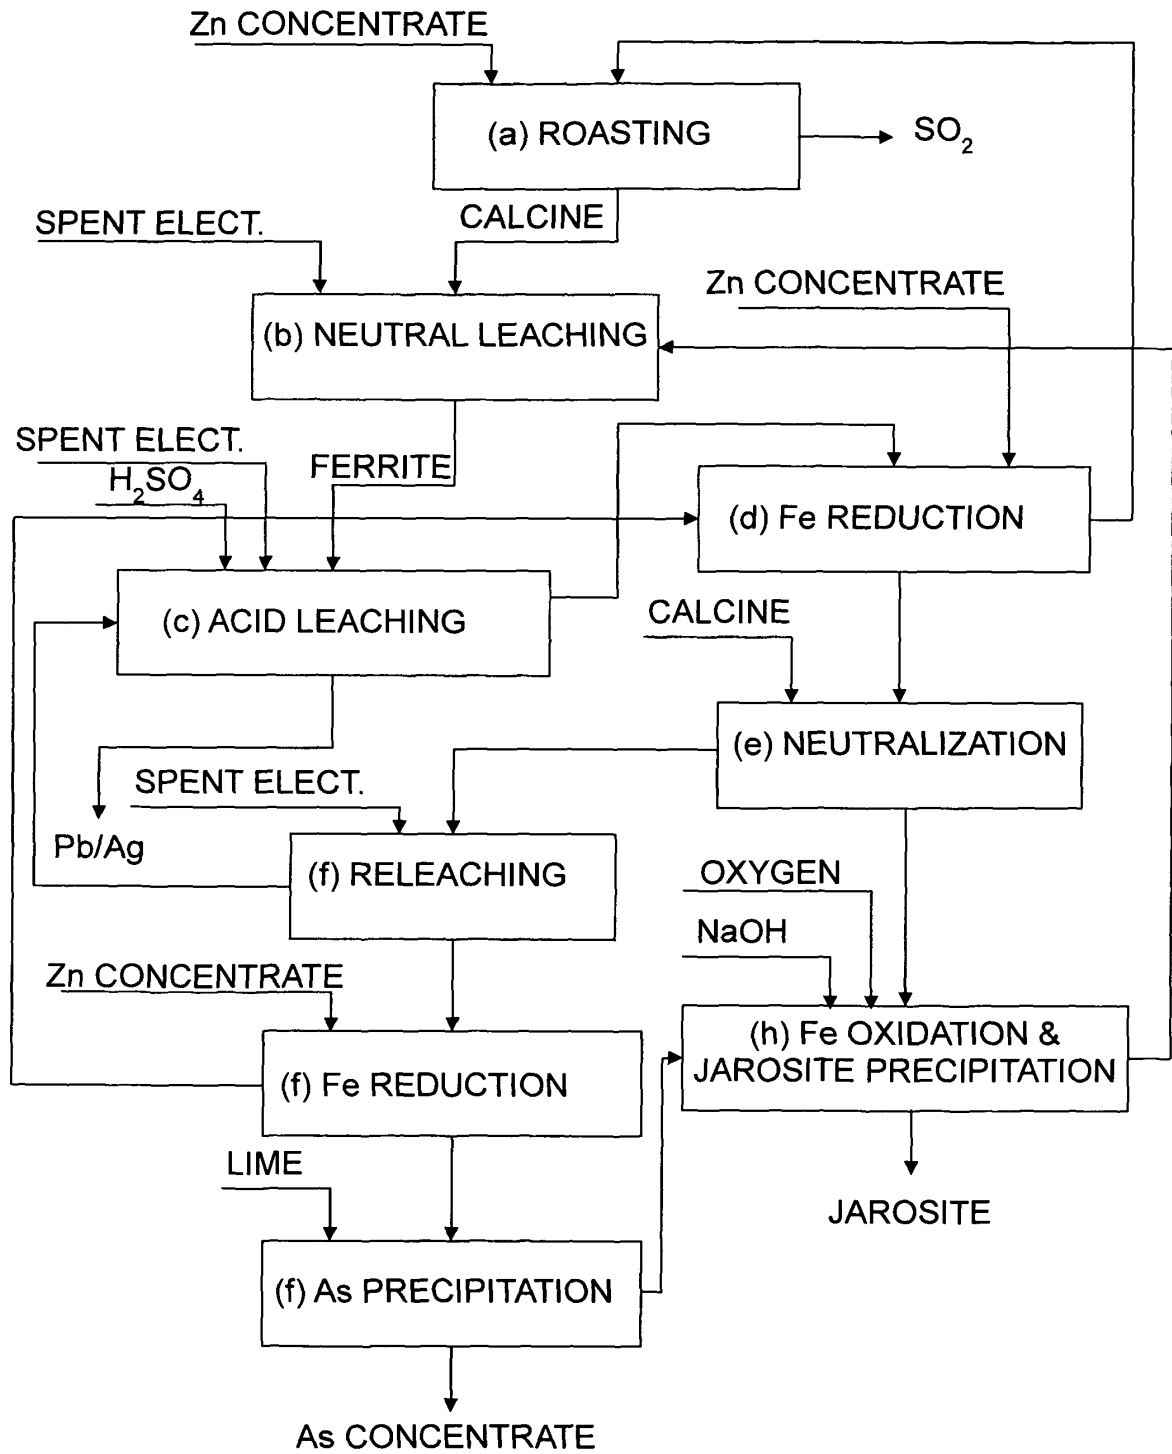 Zn CONCENTRATE
(a) ROASTING
SO2
SPENT ELECT.
CALCINE
Zn CONCENTRATE
(b) NEUTRAL LEACHING
SPENT ELECT.
H2SO4
FERRITE
(d) Fe REDUCTION
(c) ACID LEACHING
CALCINE
(e) NEUTRALIZATION
SPENT ELECT.
Pb/Ag
(f) RELEACHING
OXYGEN
NaOH
Zn CONCENTRATE
(h) Fe OXIDATION &
JAROSITE PRECIPITATION
(f) Fe REDUCTION
LIME
JAROSITE
(f) As PRECIPITATION
As CONCENTRATE